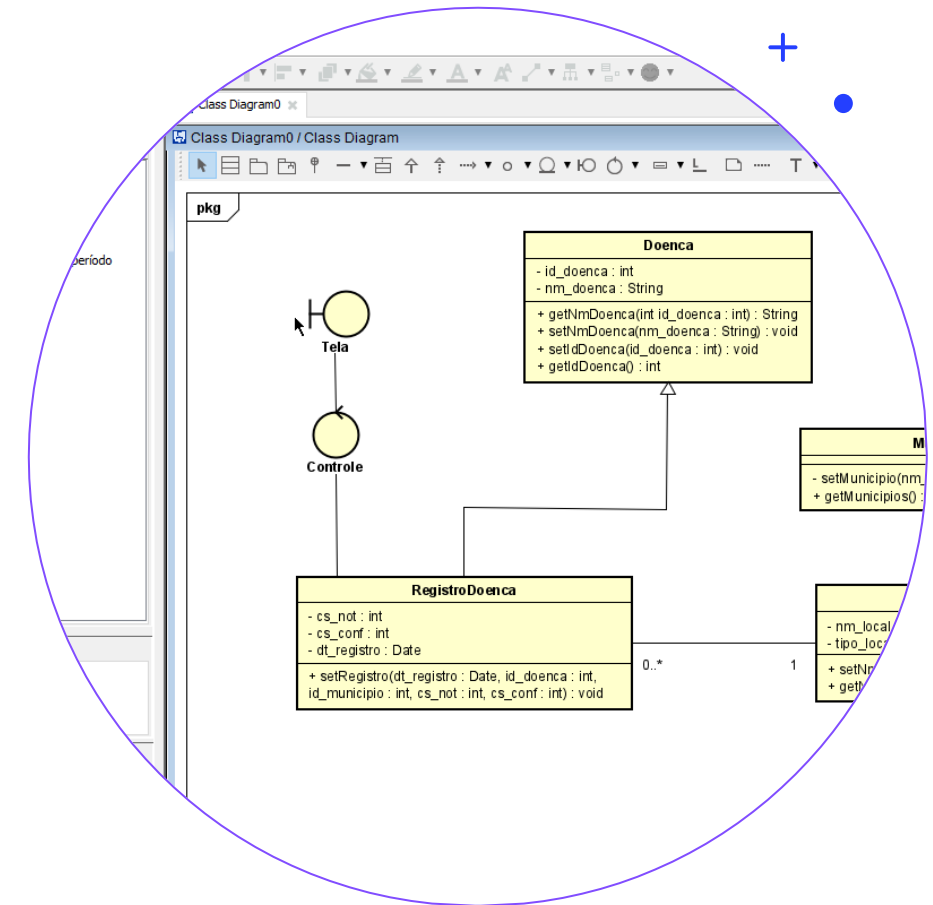 Class Diagram0
Class Diagram0 / Class Diagram
T
pkg
período
Doenca
- id_doenca : int
- nm_doenca : String
+ getNmDoenca(int id_doenca : int) : String
+ setNmDoenca(nm_doenca : String) : void
+ setIdDoenca(id_doenca : int) : void
+ getIdDoenca() : int
Tela
Controle
- setMunicipio(nm_
+ getMunicipios() :
RegistroDoenca
- cs_not : int
- cs_conf : int
- dt_registro : Date
+ setRegistro(dt_registro : Date, id_doenca : int,
id_municipio : int, cs_not : int, cs_conf : int) : void
0..*
1
- nm_local
- tipo_loca
+ setN
+ get